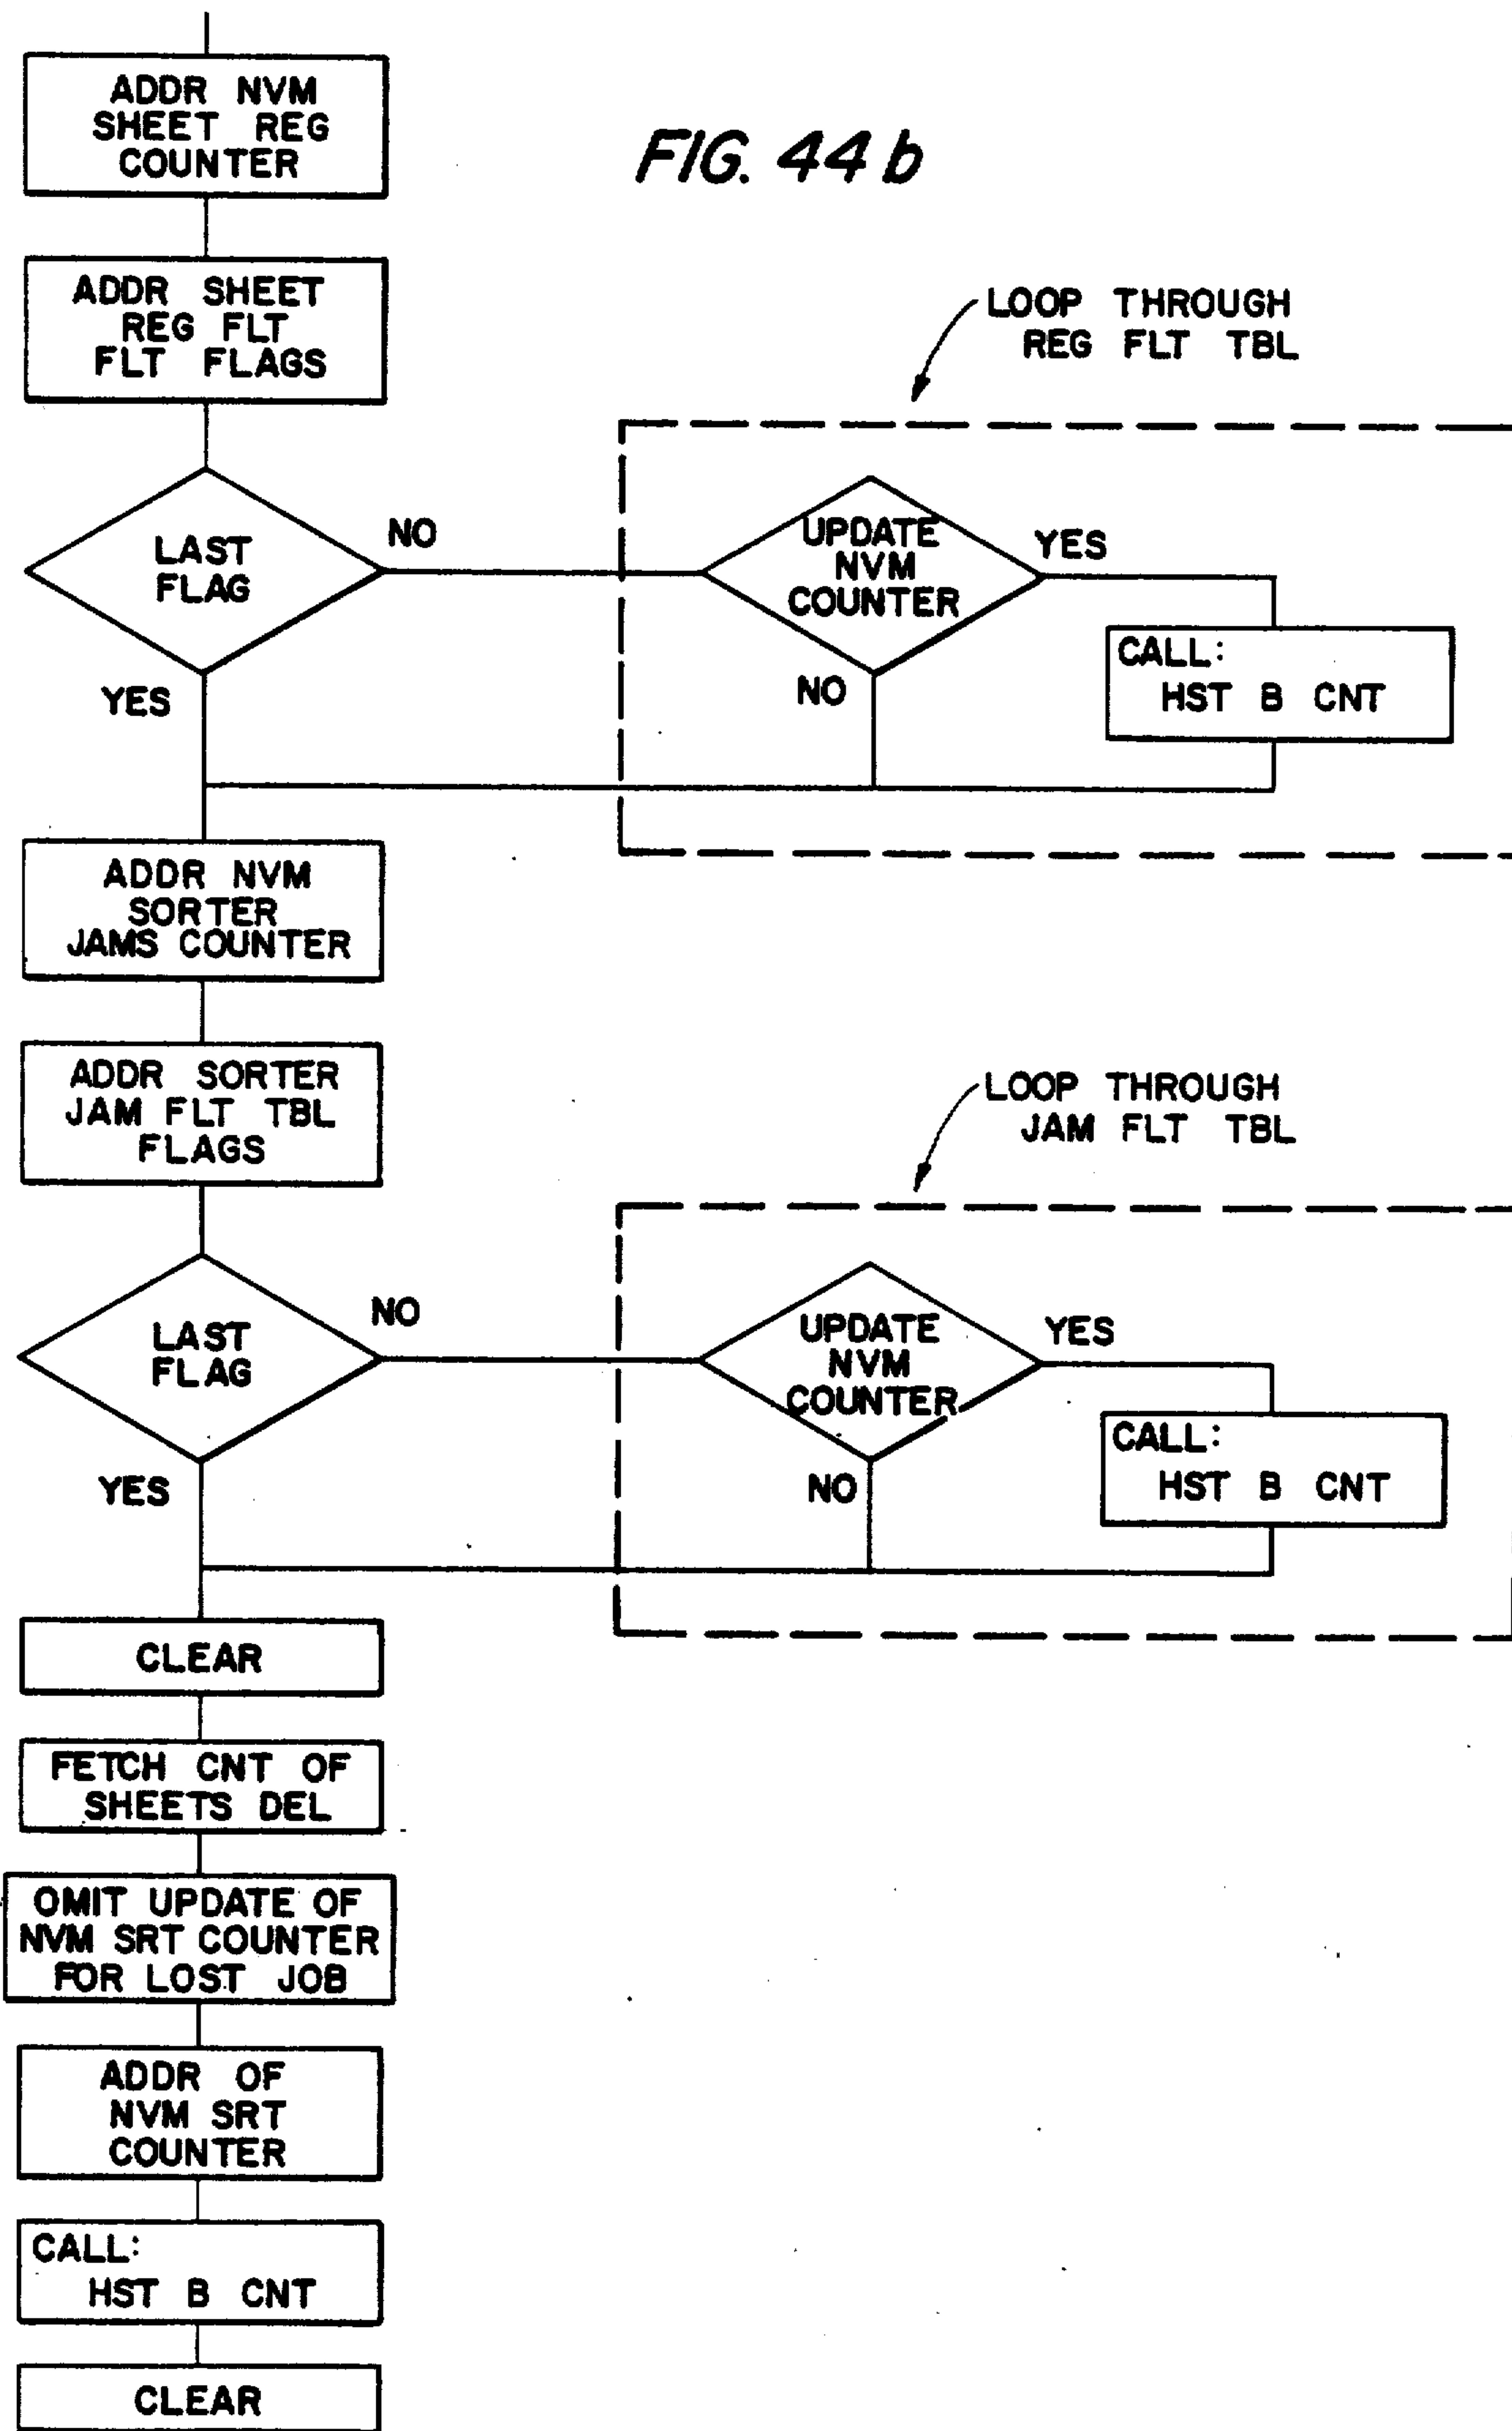 ADDR NVM
SHEET REG
COUNTER
FIG. 44b
ADDR SHEET
REG FLT
FLT FLAGS
LOOP THROUGH
REG FLT TBL
LAST
FLAG
NO
YES
UPDATE
NVM
COUNTER
YES
NO
CALL:
HST B CNT
ADDR NVM
SORTER
JAMS COUNTER
ADDR SORTER
JAM FLT TBL
FLAGS
LOOP THROUGH
JAM FLT TBL
LAST
FLAG
NO
YES
UPDATE
NVM
COUNTER
YES
NO
CALL:
HST B CNT
CLEAR
FETCH CNT OF
SHEETS DEL
OMIT UPDATE OF
NVM SRT COUNTER
FOR LOST JOB
ADDR OF
NVM SRT
COUNTER
CALL:
HST B CNT
CLEAR